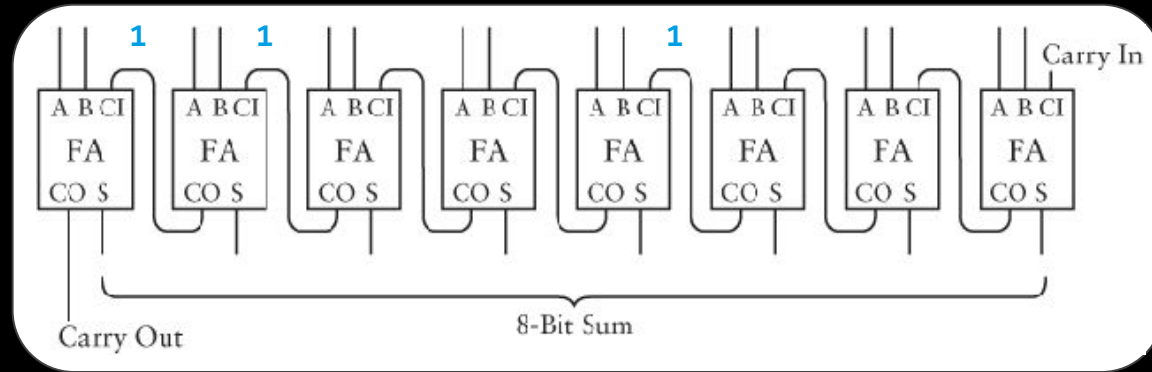 1 1 1
Carry In
A B CI A B CI A B CI A B CI A B CI A B CI A B CI A B CI
FA FA FA FA FA FA FA FA
CO S CO S CO S CO S CO S CO S CO S CO S
8-Bit Sum
Carry Out